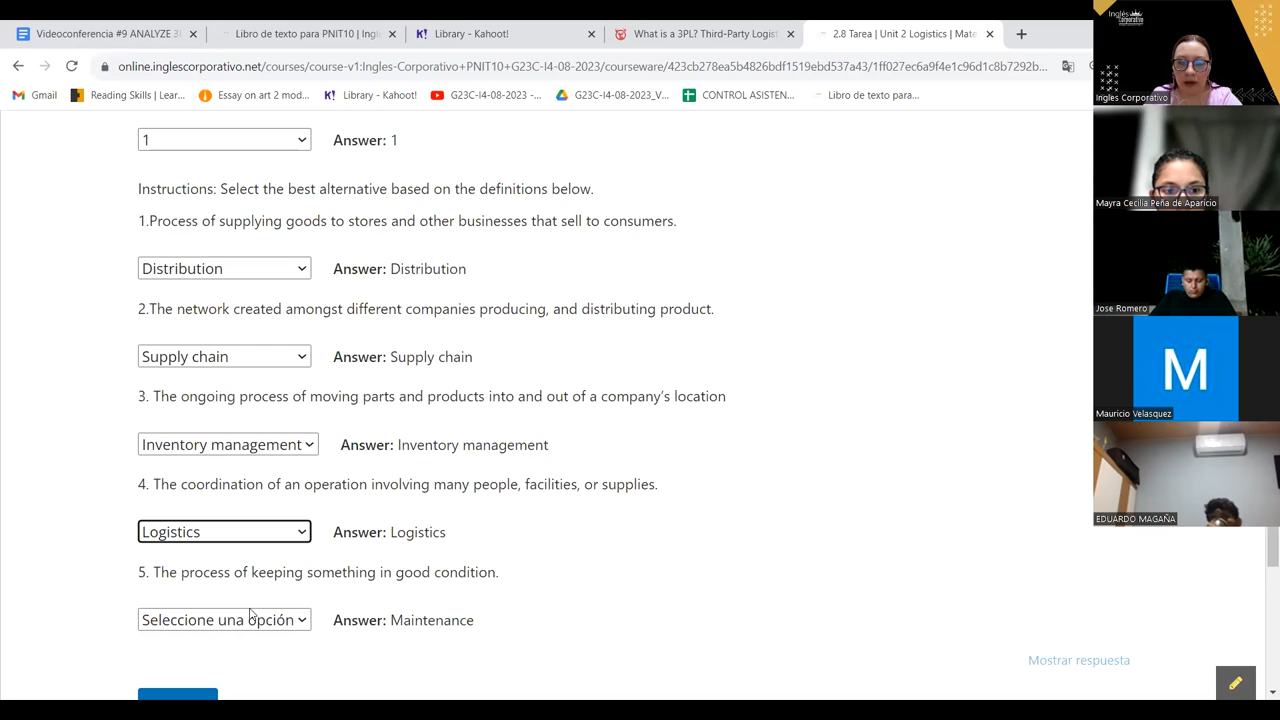 Videoconferencia #9 ANALYZE 3
Libro de texto para PNIT10 | Ingl
Library - Kahoot!
What is a 3PL? Third-Party Logist
2.8 Tarea | Unit 2 Logistics | Mate
online.inglescorporativo.net/courses/course-v1:Ingles-Corporativo+PNIT10+G23C-I4-08-2023/courseware/423cb278ea5b4826bdf1519ebd537a43/1ff027ec6a9f4e1c96d1c8b7292b...
Gmail
Reading Skills | Lear...
Essay on art 2 mod...
Library - Kahoot!
G23C-I4-08-2023 -...
G23C-I4-08-2023_V...
CONTROL ASISTEN...
Libro de texto para...
1
Answer: 1
Instructions: Select the best alternative based on the definitions below.
1.Process of supplying goods to stores and other businesses that sell to consumers.
Distribution
Answer: Distribution
2.The network created amongst different companies producing, and distributing product.
Supply chain
Answer: Supply chain
3. The ongoing process of moving parts and products into and out of a company's location
Inventory management
Answer: Inventory management
4. The coordination of an operation involving many people, facilities, or supplies.
Logistics
Answer: Logistics
5. The process of keeping something in good condition.
Seleccione una opción
Answer: Maintenance
Mostrar respuesta
Inglés
Corporativo
Ingles Corporativo
Mayra Cecilia Peña de Aparicio
Jose Romero
M
Mauricio Velasquez
EDUARDO MAGAÑA